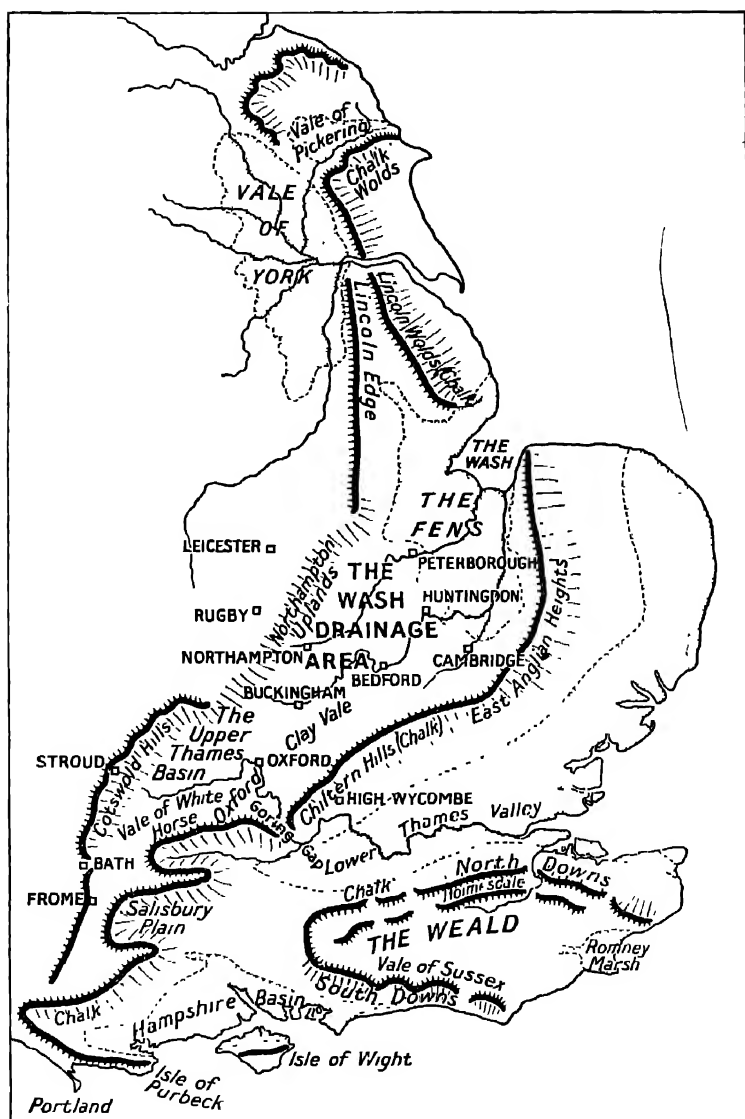 Vale of
Pickering
Chalk
Wolds
VALE
OF
YORK
Lincoln Edge
Lincoln Wolds (Chalk)
THE
WASH
THE
FENS
LEICESTER
PETERBOROUGH
Northampton
Uplands
THE
WASH
DRAINAGE
AREA
HUNTINGDON
RUGBY
NORTHAMPTON
CAMBRIDGE
BEDFORD
BUCKINGHAM
East Anglian Heights
Clay Vale
The
Upper
Thames
Basin
STROUD
Cotswold Hills
OXFORD
Chiltern Hills (Chalk)
HIGH WYCOMBE
Vale of White
Horse
Oxford
Goring
Gap
Lower Thames Valley
BATH
FROME
Salisbury
Plain
Chalk
North Downs
THE WEALD
Romney
Marsh
Vale of Sussex
South Downs
Chalk
Hampshire Basin
Isle of Wight
Isle of
Purbeck
Portland